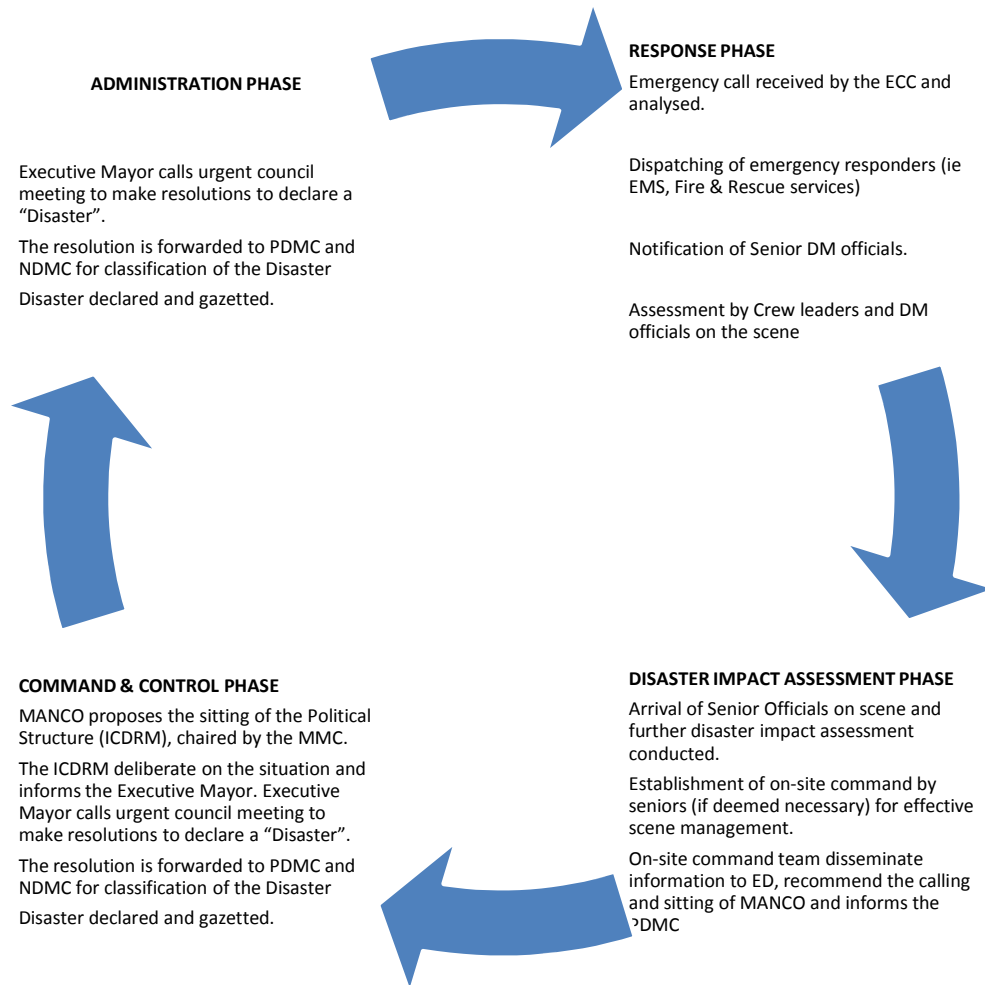 ADMINISTRATION PHASE
Executive Mayor calls urgent council
meeting to make resolutions to declare a
“Disaster”.
The resolution is forwarded to PDMC and
NDMC for classification of the Disaster
Disaster declared and gazetted.
RESPONSE PHASE
Emergency call received by the ECC and
analysed.
Dispatching of emergency responders (ie
EMS, Fire & Rescue services)
Notification of Senior DM officials.
Assessment by Crew leaders and DM
officials on the scene
DISASTER IMPACT ASSESSMENT PHASE
Arrival of Senior Officials on scene and
further disaster impact assessment
conducted.
Establishment of on-site command by
seniors (if deemed necessary) for effective
scene management.
On-site command team disseminate
information to ED, recommend the calling
and sitting of MANCO and informs the
PDMC
COMMAND & CONTROL PHASE
MANCO proposes the sitting of the Political
Structure (ICDRM), chaired by the MMC.
The ICDRM deliberate on the situation and
informs the Executive Mayor. Executive
Mayor calls urgent council meeting to
make resolutions to declare a “Disaster”.
The resolution is forwarded to PDMC and
NDMC for classification of the Disaster
Disaster declared and gazetted.